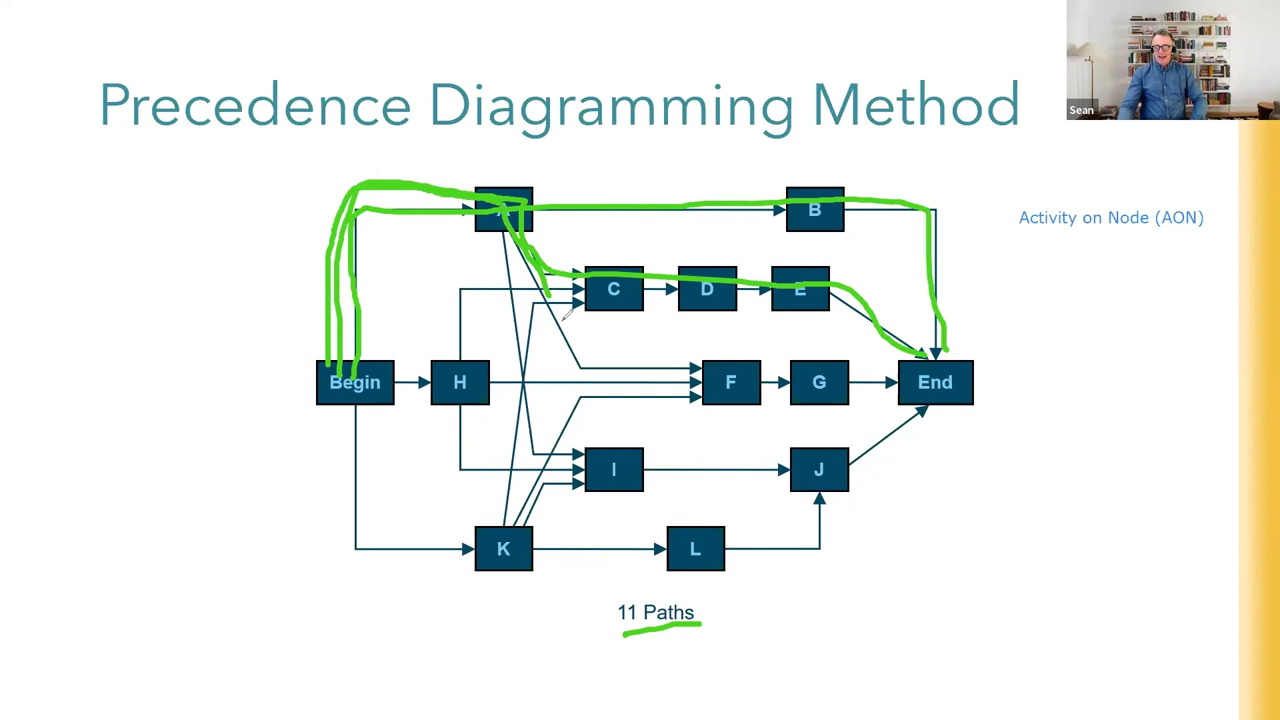 Sean
Precedence Diagramming Method
Activity on Node (AON)
A
B
C
D
E
Begin
H
F
G
End
I
J
K
L
11 Paths